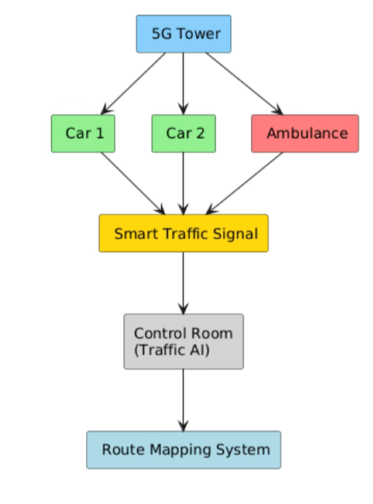 5G Tower
Car 1
Car 2
Ambulance
Smart Traffic Signal
Control Room
(Traffic AI)
Route Mapping System